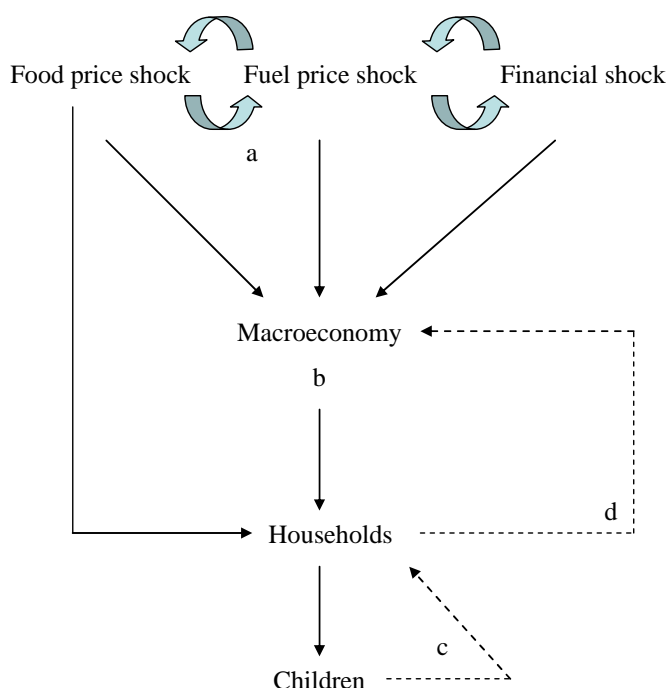 Food price shock Fuel price shock Financial shock
a
Macroeconomy
b
d
Households
c
Children